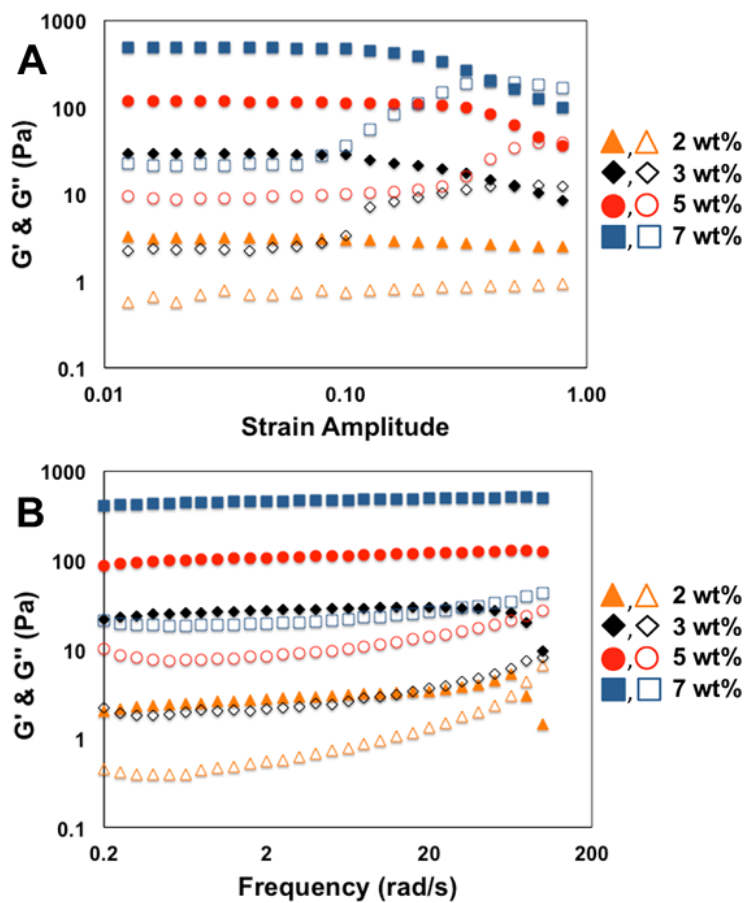 A
1000
100
10
1
0.1
G' & G'' (Pa)
0.01
0.10
1.00
Strain Amplitude
, 2 wt%
, 3 wt%
, 5 wt%
, 7 wt%
B
1000
100
10
1
0.1
G' & G'' (Pa)
0.2
2
20
200
Frequency (rad/s)
, 2 wt%
, 3 wt%
, 5 wt%
, 7 wt%